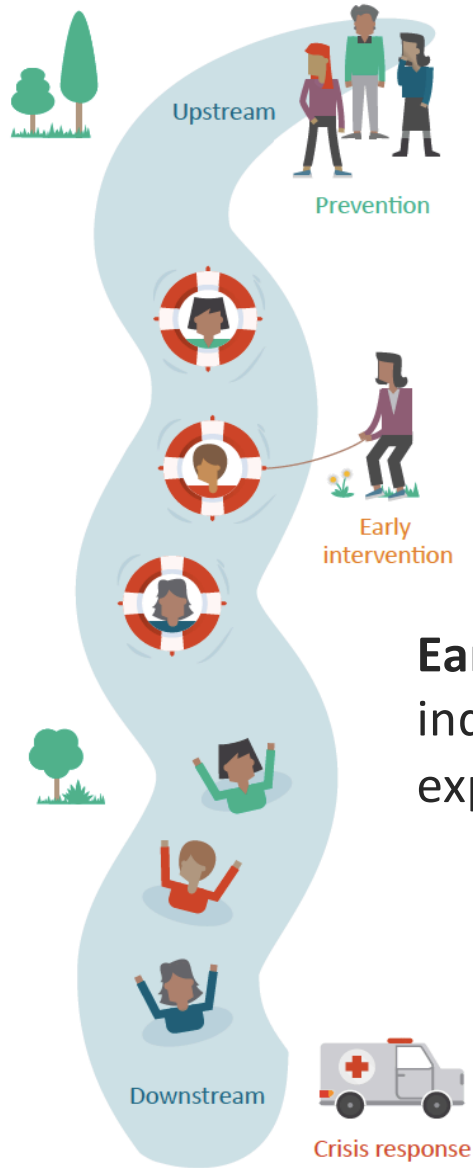 Upstream
Prevention
Early
intervention
Downstream
Crisis response